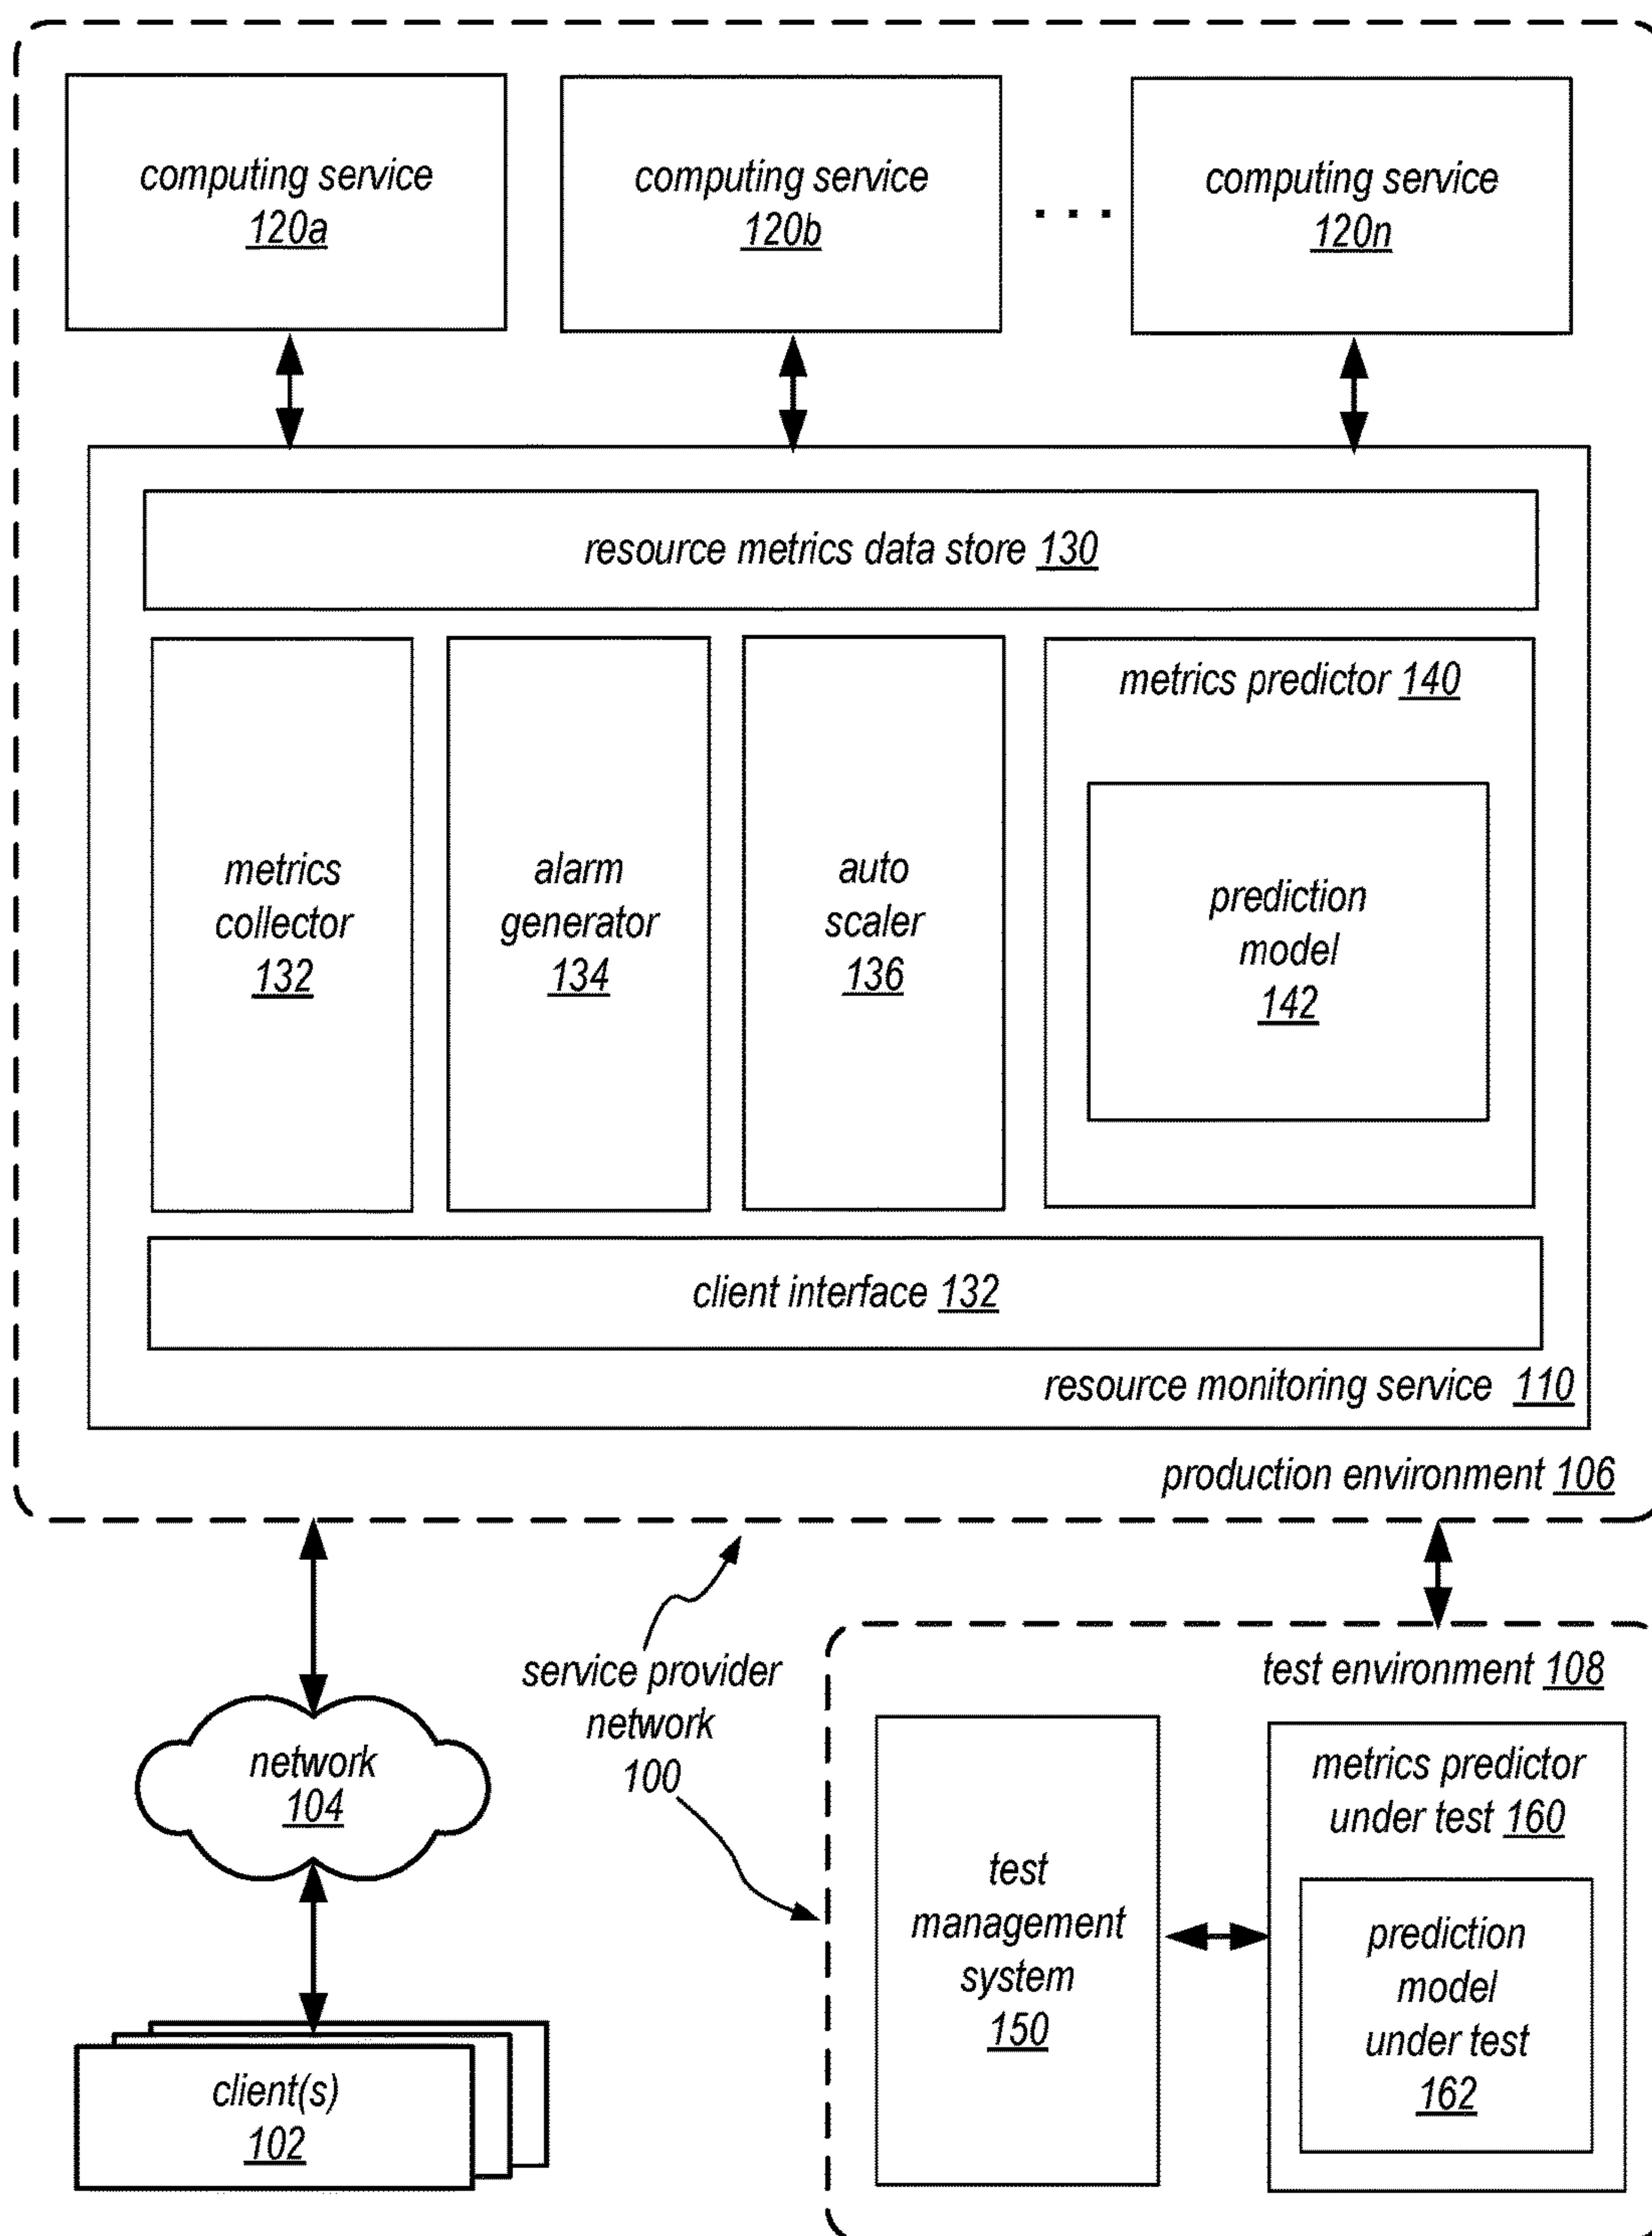 computing service
120a
computing service
120b
. . .
computing service
120n
resource metrics data store 130
metrics
collector
132
alarm
generator
134
auto
scaler
136
metrics predictor 140
prediction
model
142
client interface 132
resource monitoring service 110
production environment 106
service provider
network
100
network
104
client(s)
102
test environment 108
test
management
system
150
metrics predictor
under test 160
prediction
model
under test
162